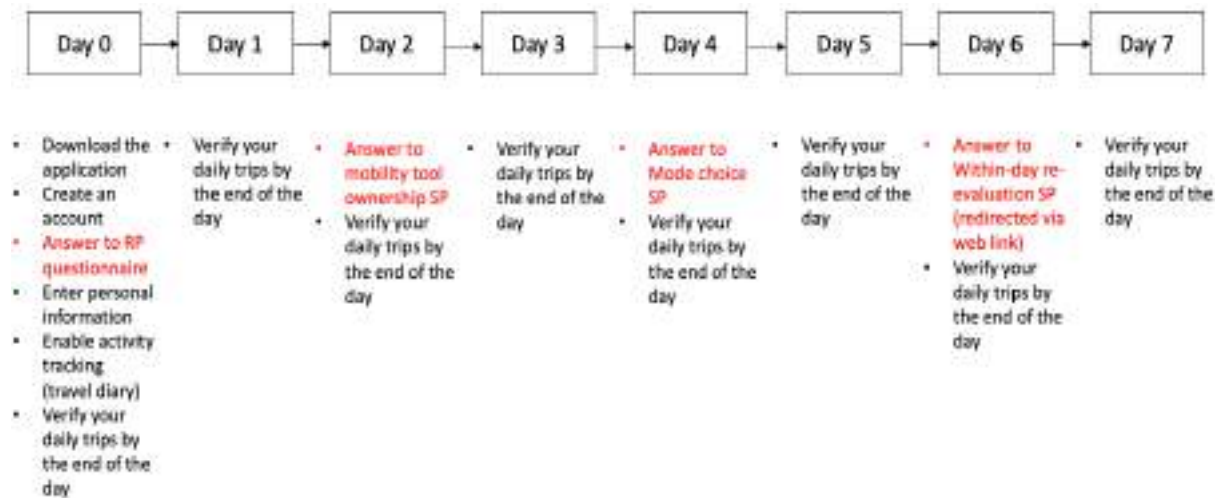 Day 0
Day 1
Day 2
Day 3
Day 4
Day 5
Day 6
Day 7
• Download the
application
• Create an
account
• Answer to RP
questionnaire
• Enter personal
information
• Enable activity
tracking
(travel diary)
• Verify your
daily trips by
the end of the
day
• Verify your
daily trips by
the end of the
day
• Answer to
mobility tool
ownership SP
• Verify your
daily trips by
the end of the
day
• Verify your
daily trips by
the end of the
day
• Answer to
Mode choice
SP
• Verify your
daily trips by
the end of the
day
• Verify your
daily trips by
the end of the
day
• Answer to
Within-day re-
evaluation SP
(redirected via
web link)
• Verify your
daily trips by
the end of the
day
• Verify your
daily trips by
the end of the
day